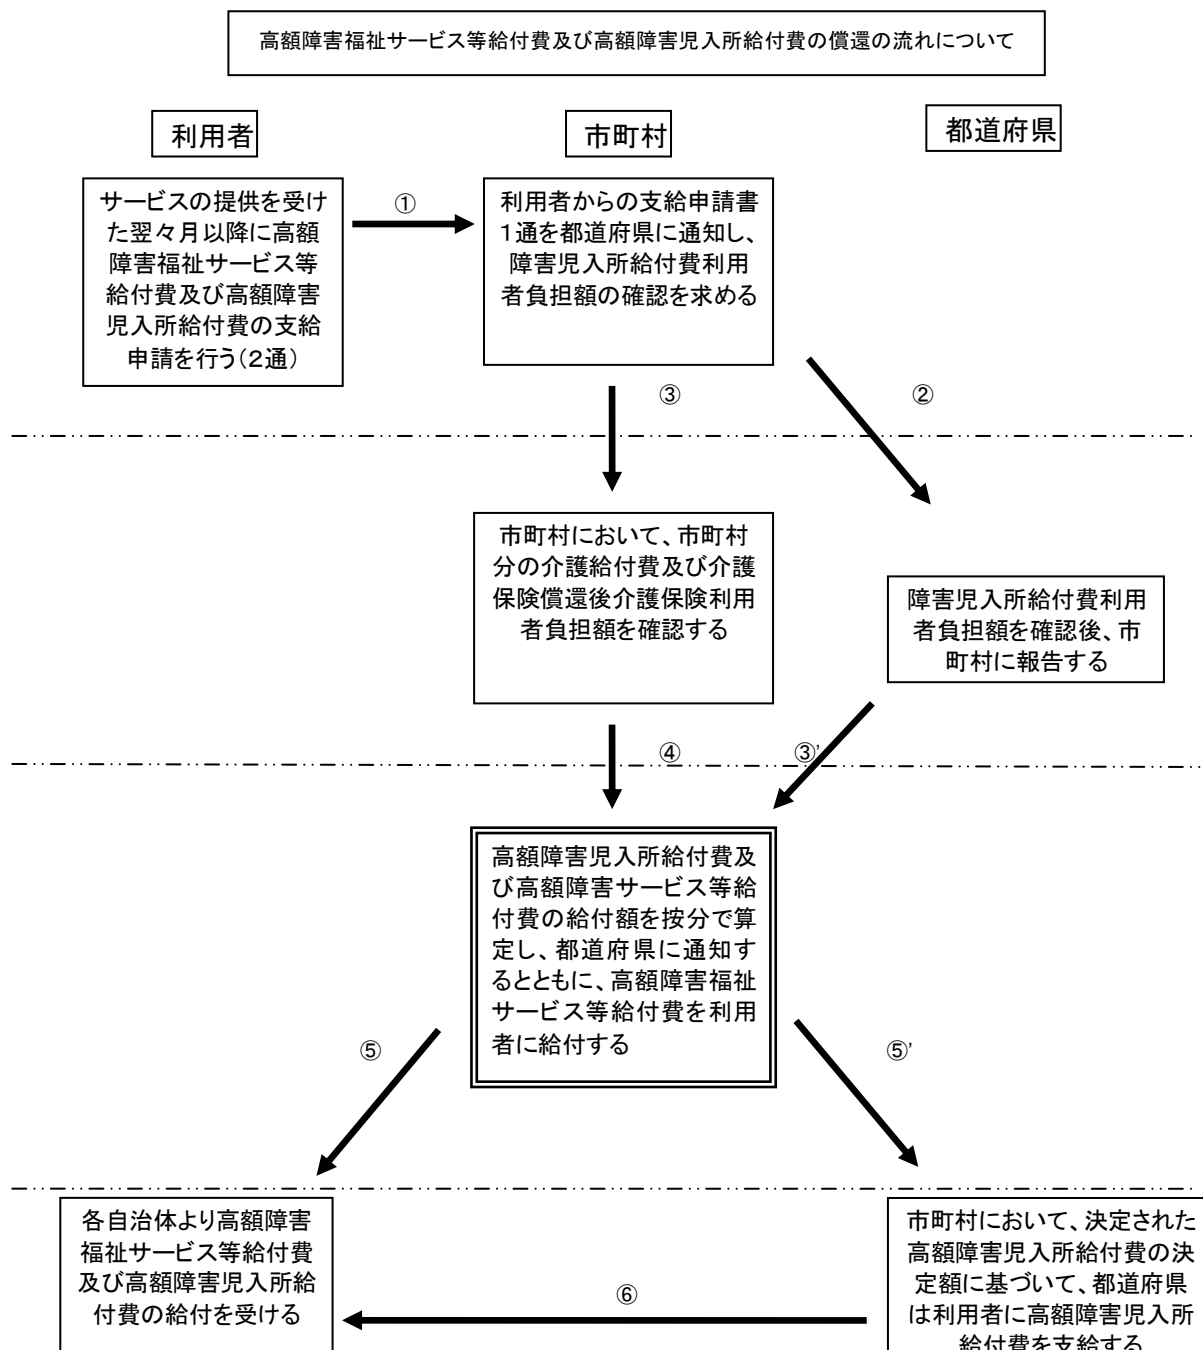 高額障害福祉サービス等給付費及び高額障害児入所給付費の償還の流れについて
利用者
市町村
都道府県
サービスの提供を受け
た翌々月以降に高額
障害福祉サービス等
給付費及び高額障害
児入所給付費の支給
申請を行う(2通)
①
利用者からの支給申請書
1通を都道府県に通知し、
障害児入所給付費利用
者負担額の確認を求める
③
②
市町村において、市町村
分の介護給付費及び介護
保険償還後介護保険利用
者負担額を確認する
障害児入所給付費利用
者負担額を確認後、市
町村に報告する
④
③'
高額障害児入所給付費及
び高額障害サービス等給
付費の給付額を按分で算
定し、都道府県に通知す
るとともに、高額障害福祉
サービス等給付費を利用
者に給付する
⑤
⑤'
各自治体より高額障害
福祉サービス等給付費
及び高額障害児入所給
付費の給付を受ける
⑥
市町村において、決定された
高額障害児入所給付費の決
定額に基づいて、都道府県
は利用者に高額障害児入所
給付費を支給する